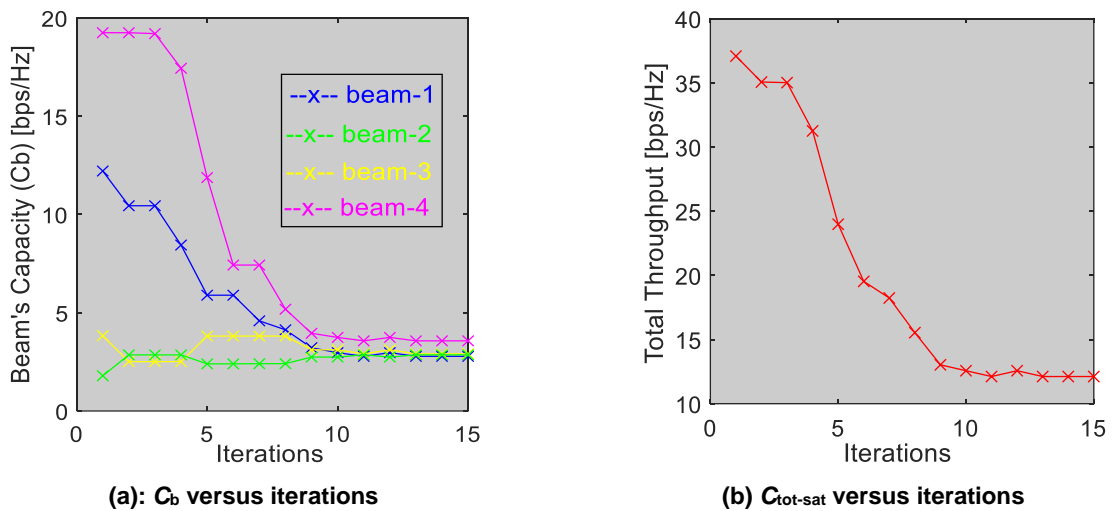 20
15
10
5
0
0
5
10
15
Beam's Capacity (Cb) [bps/Hz]
Iterations
--x-- beam-1
--x-- beam-2
--x-- beam-3
--x-- beam-4
(a): Cb versus iterations
40
35
30
25
20
15
10
0
5
10
15
Total Throughput [bps/Hz]
Iterations
(b) Ctot-sat versus iterations